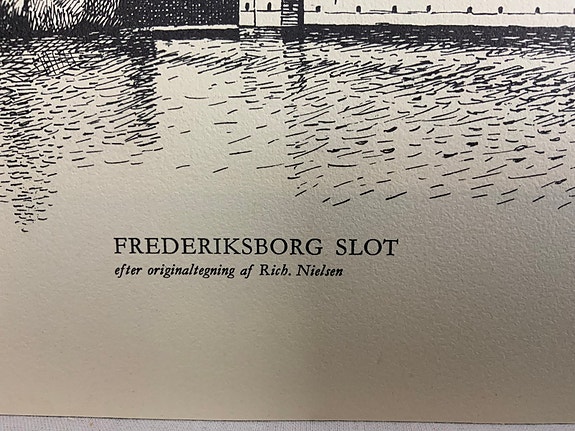 FREDERIKSBORG SLOT
efter originaltegning af Rich. Nielsen